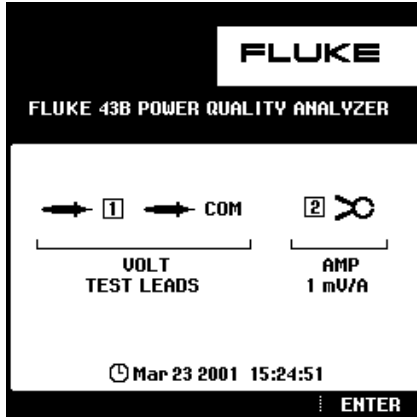 FLUKE
FLUKE 43B POWER QUALITY ANALYZER
1 COM 2
VOLT AMP
TEST LEADS 1 mV/A
Mar 23 2001 15:24:51
ENTER